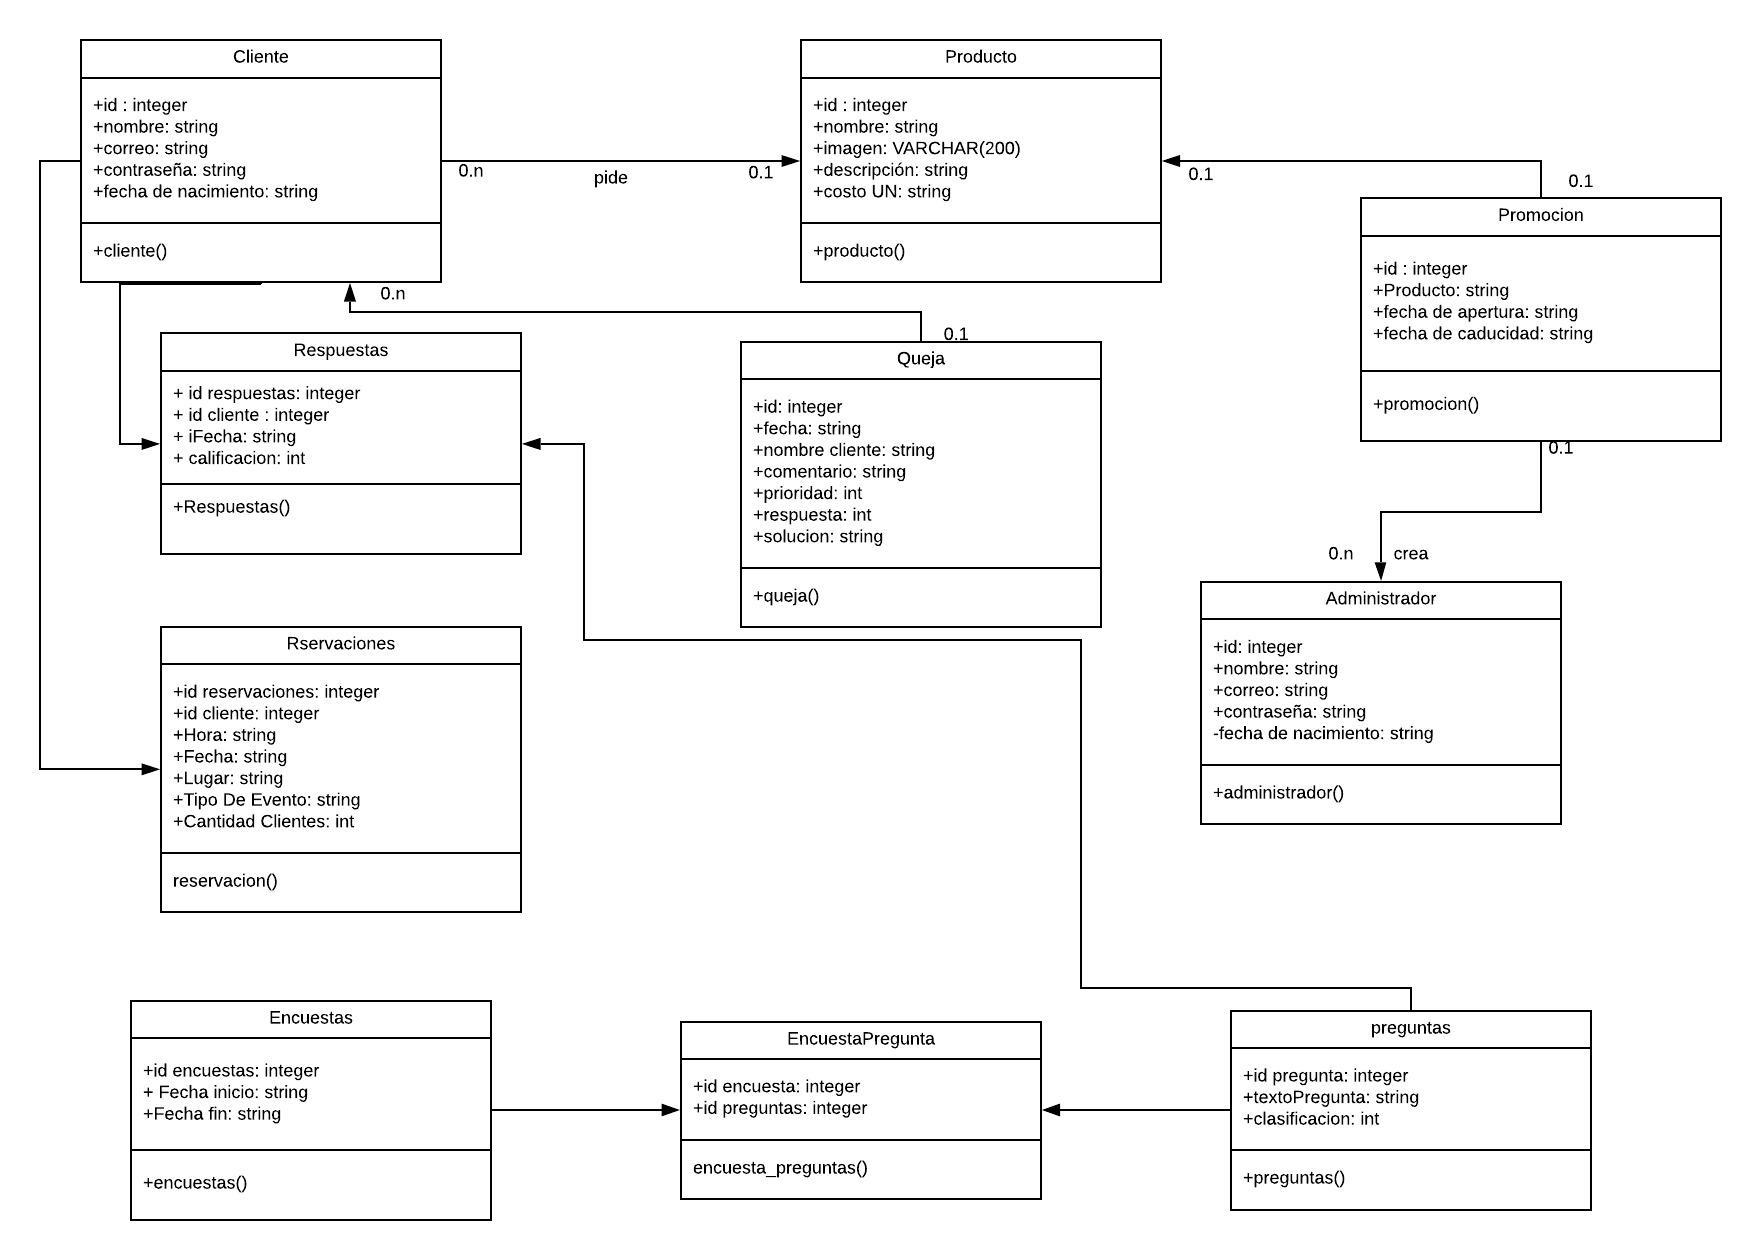 Cliente
+id : integer
+nombre: string
+correo: string
+contraseña: string
+fecha de nacimiento: string
+cliente()
0.n
pide
0.1
Producto
+id : integer
+nombre: string
+imagen: VARCHAR(200)
+descripción: string
+costo UN: string
+producto()
0.1
0.1
Promocion
+id : integer
+Producto: string
+fecha de apertura: string
+fecha de caducidad: string
+promocion()
0.1
0.n
0.1
Respuestas
+ id respuestas: integer
+ id cliente : integer
+ iFecha: string
+ calificacion: int
+Respuestas()
Queja
+id: integer
+fecha: string
+nombre cliente: string
+comentario: string
+prioridad: int
+respuesta: int
+solucion: string
+queja()
0.n
crea
Administrador
+id: integer
+nombre: string
+correo: string
+contraseña: string
-fecha de nacimiento: string
+administrador()
Rservaciones
+id reservaciones: integer
+id cliente: integer
+Hora: string
+Fecha: string
+Lugar: string
+Tipo De Evento: string
+Cantidad Clientes: int
reservacion()
Encuestas
+id encuestas: integer
+ Fecha inicio: string
+Fecha fin: string
+encuestas()
EncuestaPregunta
+id encuesta: integer
+id preguntas: integer
encuesta_preguntas()
preguntas
+id pregunta: integer
+textoPregunta: string
+clasificacion: int
+preguntas()